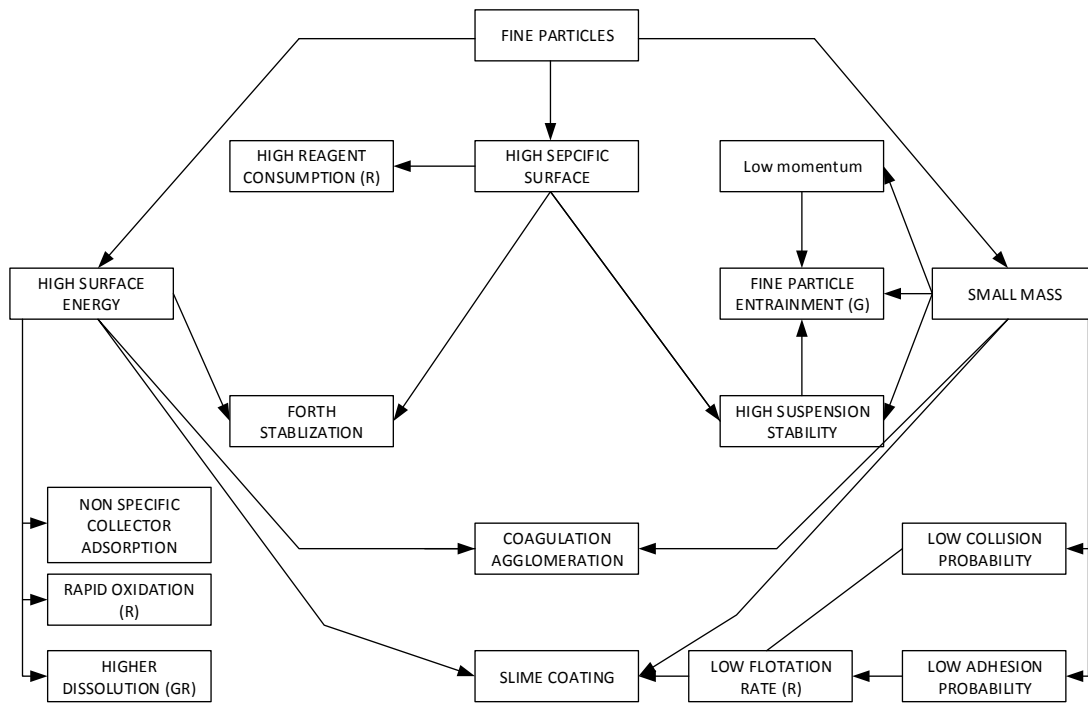 FINE PARTICLES
HIGH REAGENT
CONSUMPTION (R)
HIGH SEPCIFIC
SURFACE
Low momentum
HIGH SURFACE
ENERGY
FINE PARTICLE
ENTRAINMENT (G)
SMALL MASS
FORTH
STABLIZATION
HIGH SUSPENSION
STABILITY
NON SPECIFIC
COLLECTOR
ADSORPTION
COAGULATION
AGGLOMERATION
LOW COLLISION
PROBABILITY
RAPID OXIDATION
(R)
HIGHER
DISSOLUTION (GR)
SLIME COATING
LOW FLOTATION
RATE (R)
LOW ADHESION
PROBABILITY